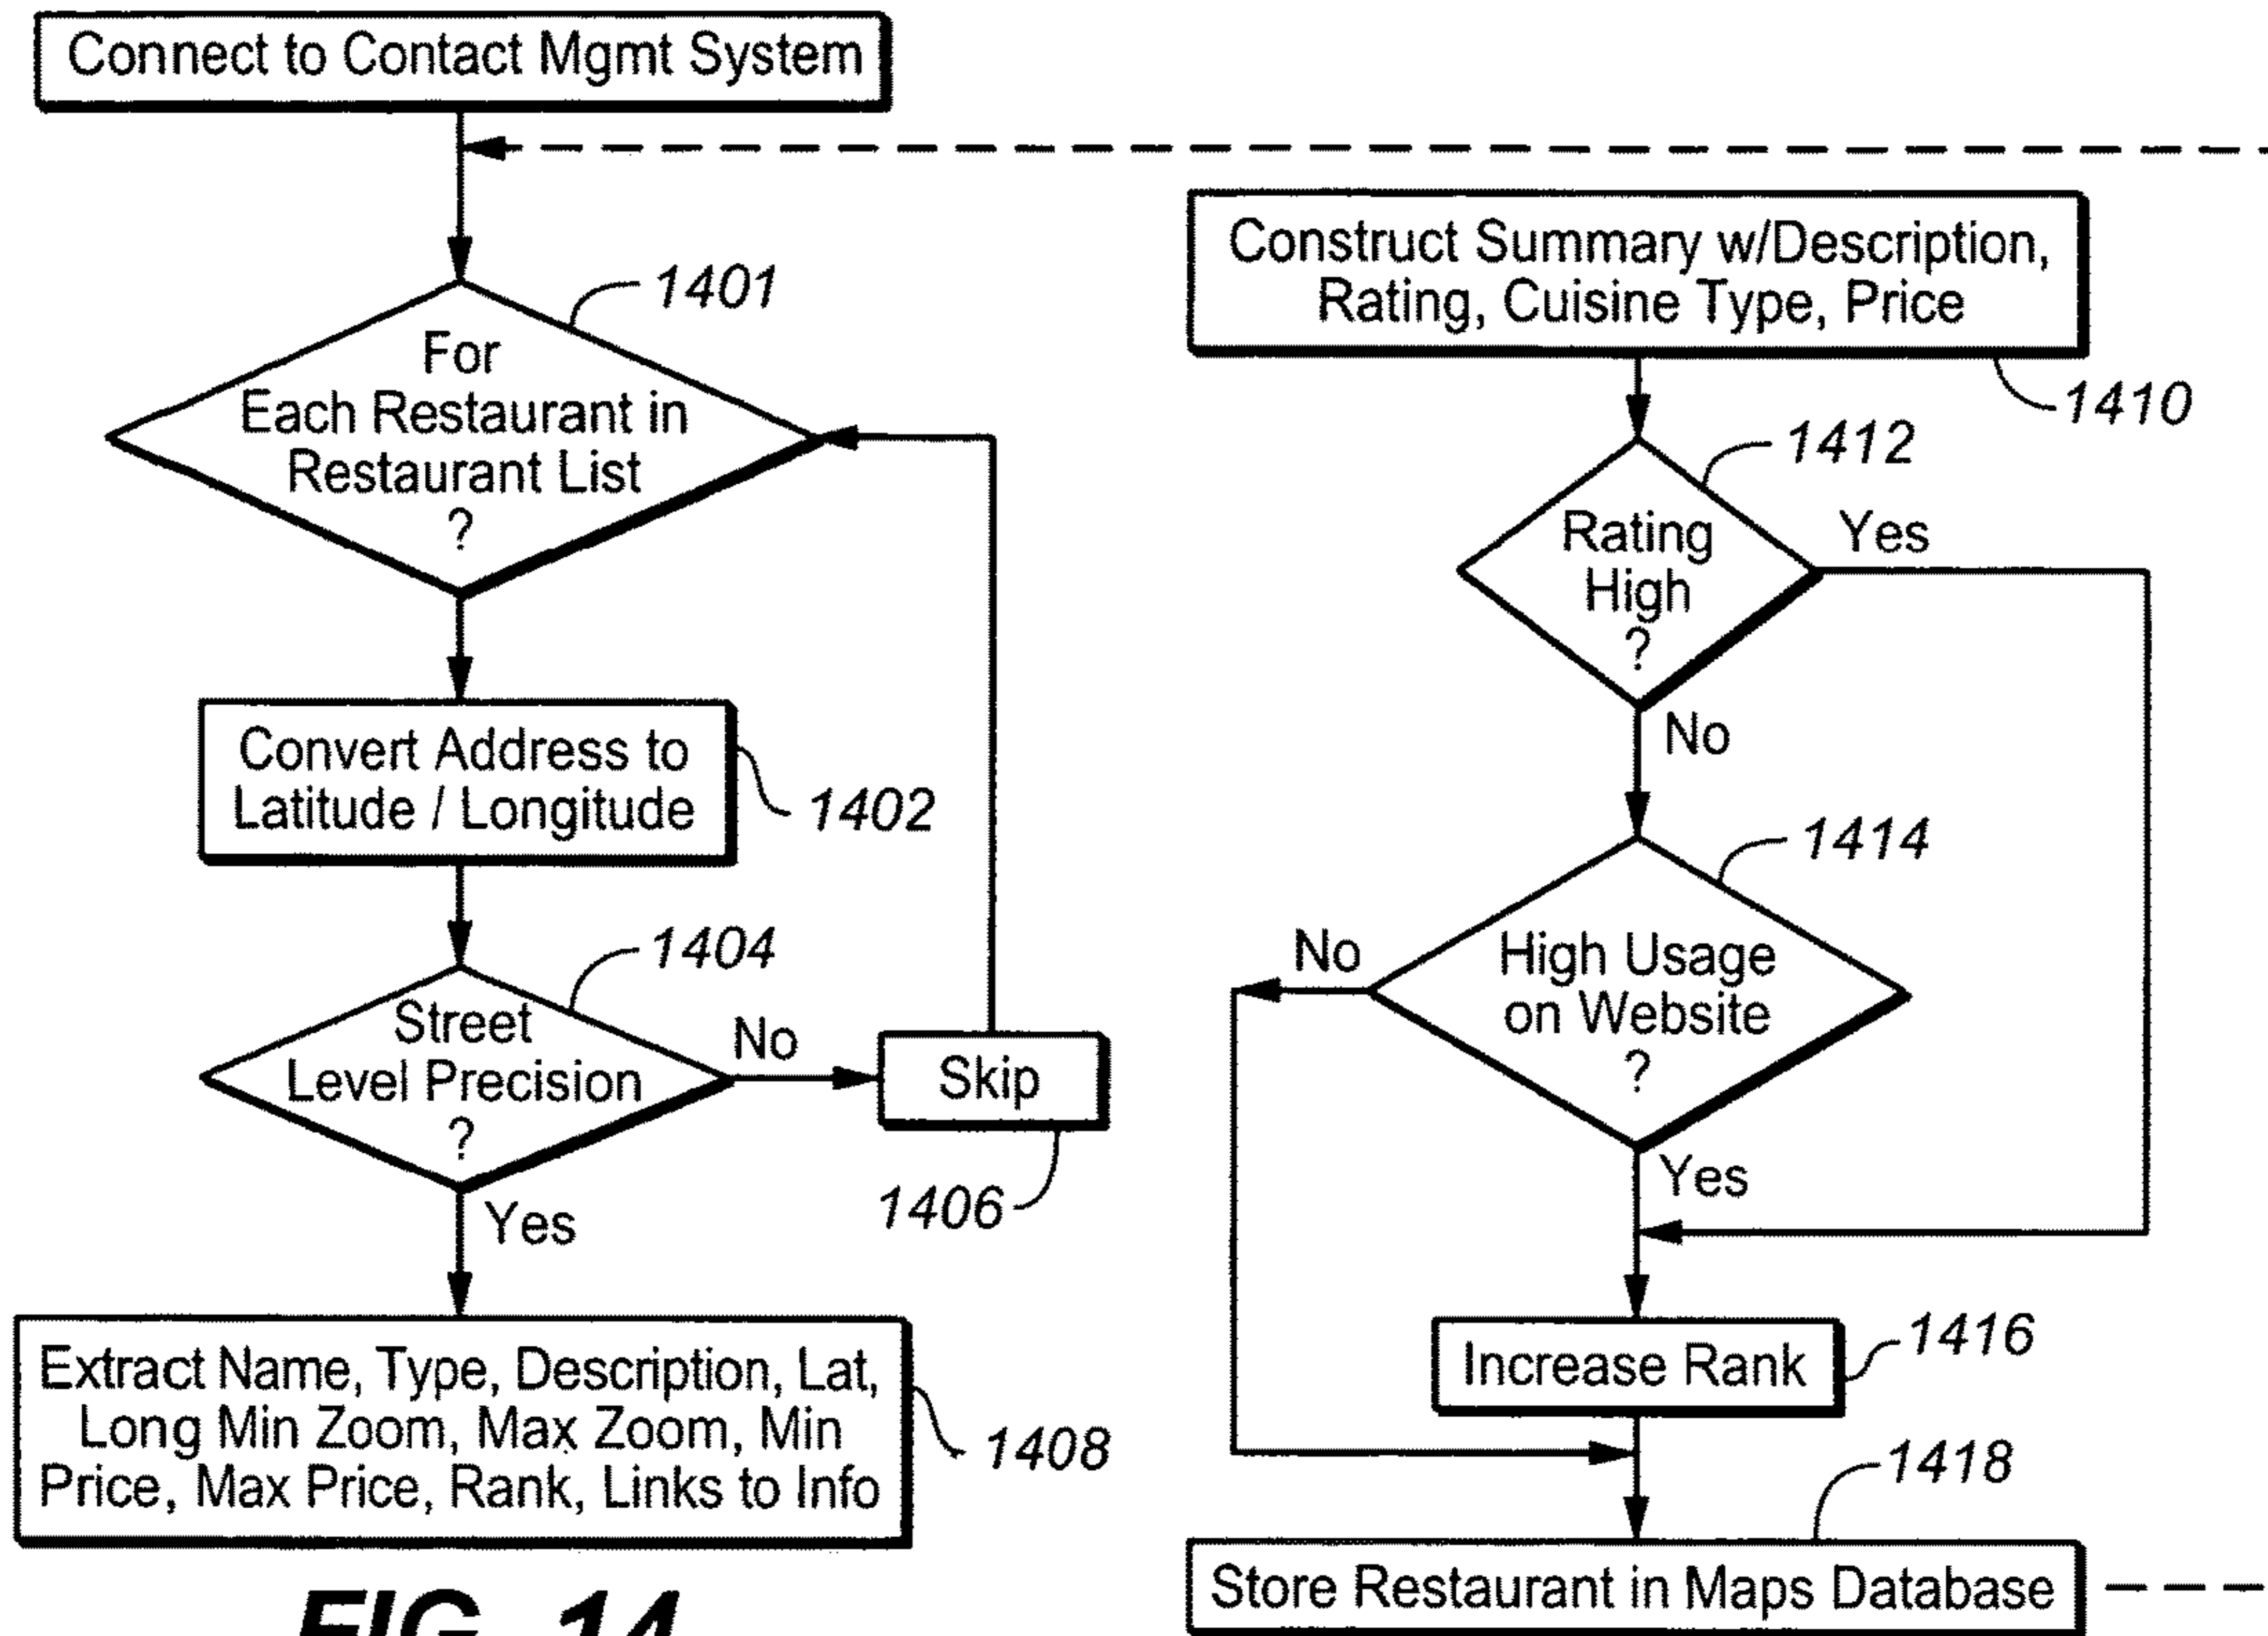 Connect to Contact Mgmt System
1401
For
Each Restaurant in
Restaurant List
?
Convert Address to
Latitude / Longitude
1402
1404
Street
Level Precision
?
No
Skip
1406
Yes
Extract Name, Type, Description, Lat,
Long Min Zoom, Max Zoom, Min
Price, Max Price, Rank, Links to Info
1408
FIG. 14
Construct Summary w/Description,
Rating, Cuisine Type, Price
1410
1412
Rating
High
?
Yes
No
1414
High Usage
on Website
?
No
Yes
Increase Rank
1416
1418
Store Restaurant in Maps Database